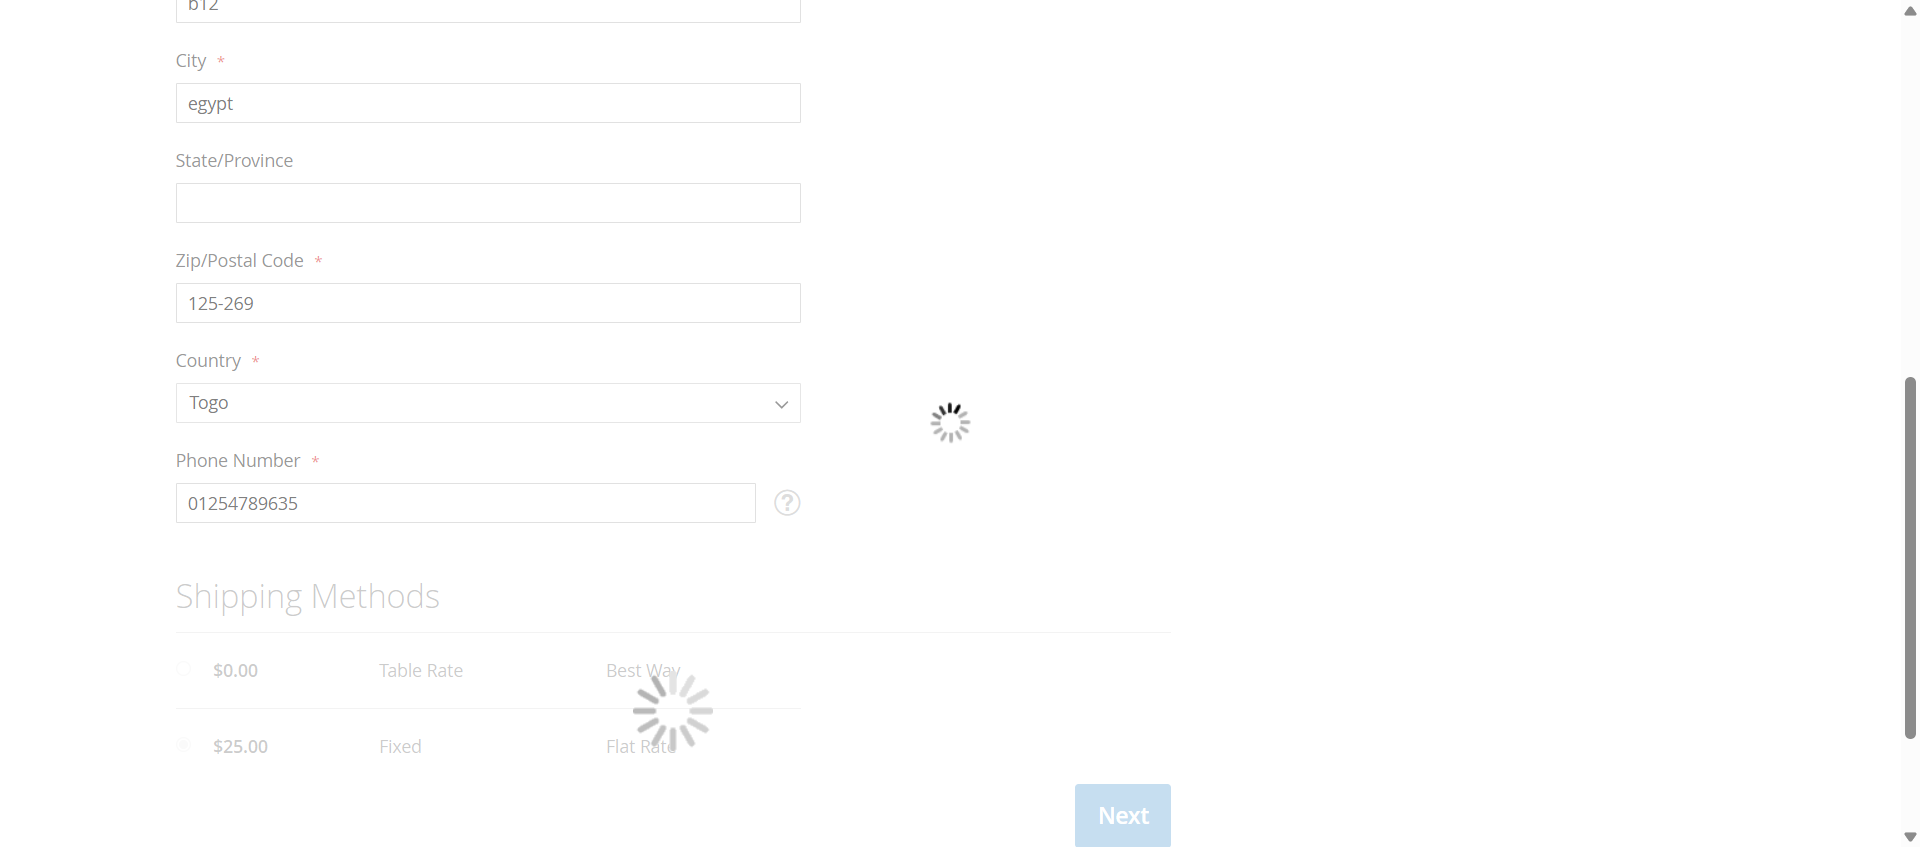 b12
City *
egypt
State/Province
Zip/Postal Code *
125-269
Country *
Togo
Phone Number *
01254789635
?
Shipping Methods
$0.00 Table Rate Best Way
$25.00 Fixed Flat Rate
Next